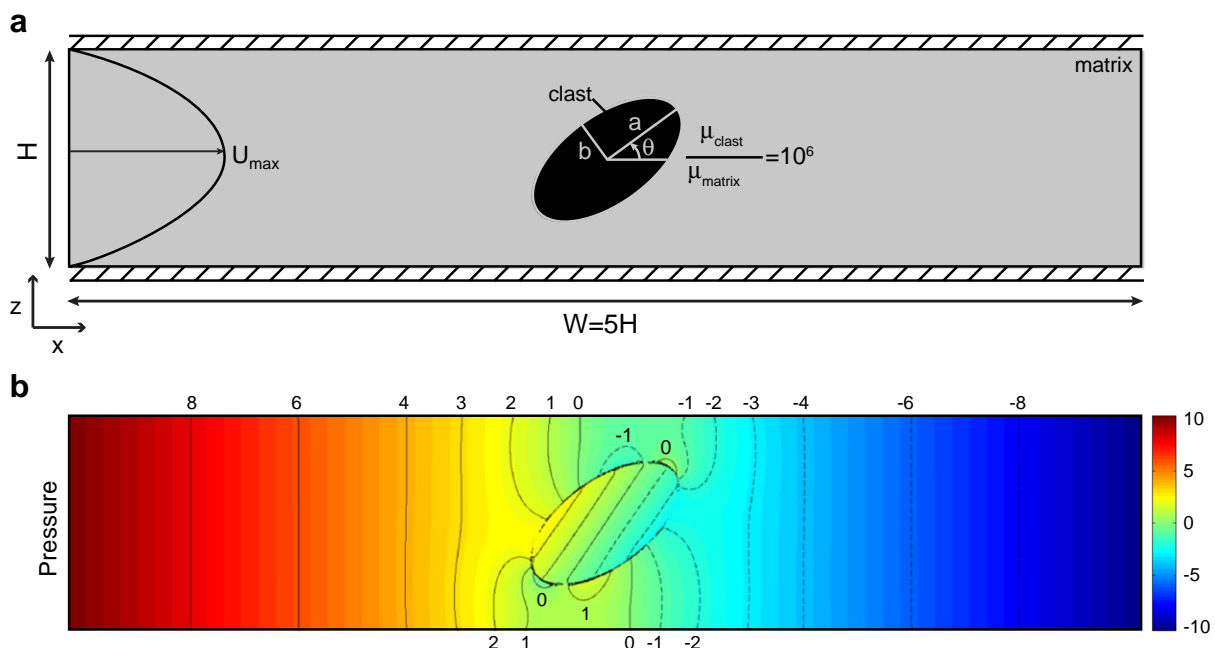 a
matrix
clast
a
b
θ
μclast
μmatrix
=10⁶
H
Umax
z
x
W=5H
b
8 6 4 3 2 1 0 -1 -2 -3 -4 -6 -8
-1
0
Pressure
0
1
2 1 0 -1 -2
10
5
0
-5
-10